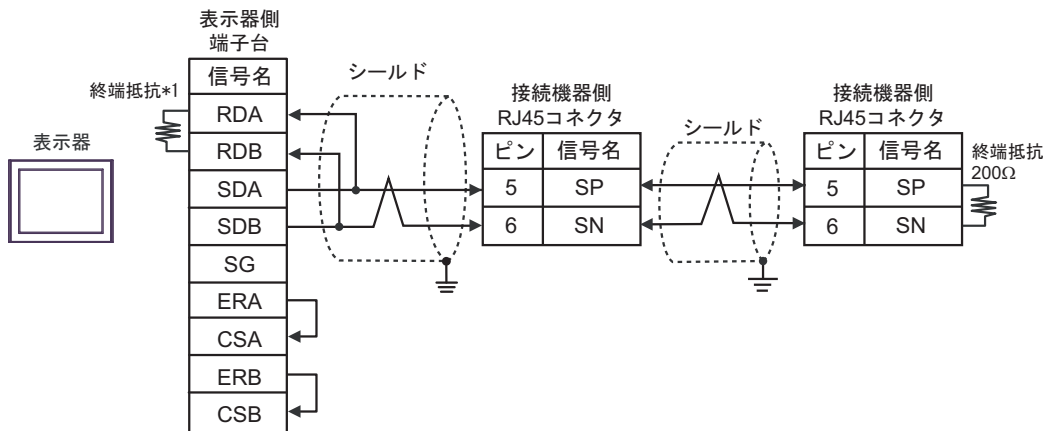 表示器
終端抵抗*1
表示器側
端子台
信号名
RDA
RDB
SDA
SDB
SG
ERA
CSA
ERB
CSB
シールド
接続機器側
RJ45コネクタ
ピン 信号名
5 SP
6 SN
シールド
接続機器側
RJ45コネクタ
ピン 信号名
5 SP
6 SN
終端抵抗
200Ω